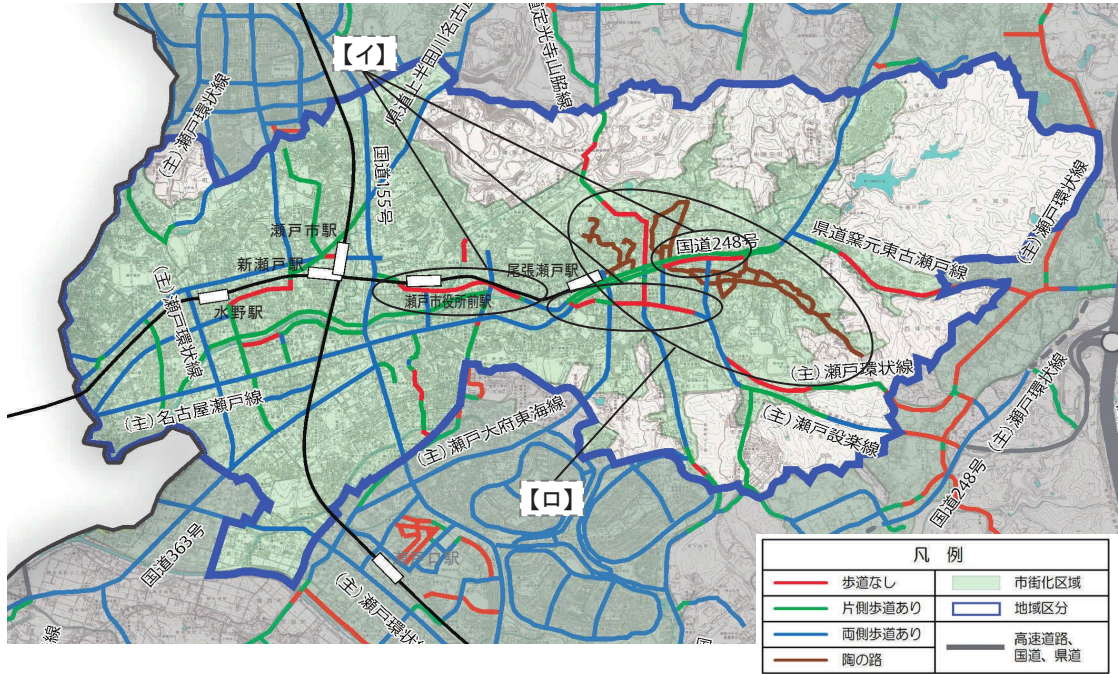 【イ】
県道上半田川名古屋
道定光寺山脇線
(主)瀬戸環状線
国道155号
(主)瀬戸環状線
瀬戸市駅
国道248号
県道窯元東古瀬戸線
新瀬戸駅
尾張瀬戸駅
瀬戸市役所前駅
水野駅
(主)瀬戸環状線
(主)瀬戸環状線
(主)名古屋瀬戸線
(主)瀬戸大府東海線
(主)瀬戸設楽線
(主)瀬戸環状線
【ロ】
国道248号
国道363号
(主)瀬戸環状線
凡 例
歩道なし
市街化区域
片側歩道あり
地域区分
両側歩道あり
高速道路、
国道、県道
陶の路